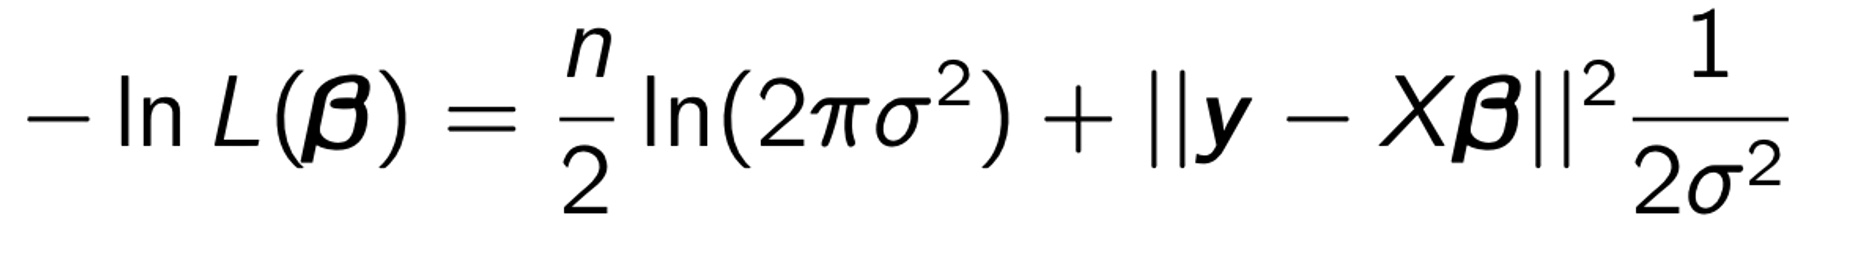 − ln L(β) = n/2 ln(2πσ²) + ||y − Xβ||² 1/2σ²